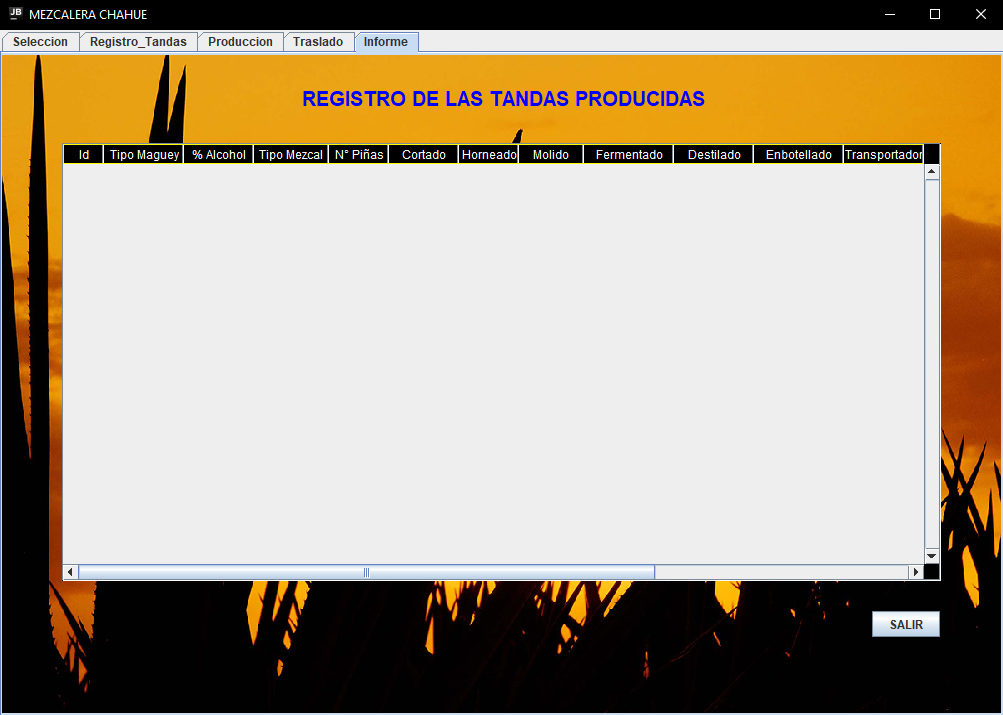 JB MEZCALERA CHAHUE
Seleccion Registro_Tandas Produccion Traslado Informe
REGISTRO DE LAS TANDAS PRODUCIDAS
Id Tipo Maguey % Alcohol Tipo Mezcal N° Piñas Cortado Horneado Molido Fermentado Destilado Enbotellado Transportador
SALIR